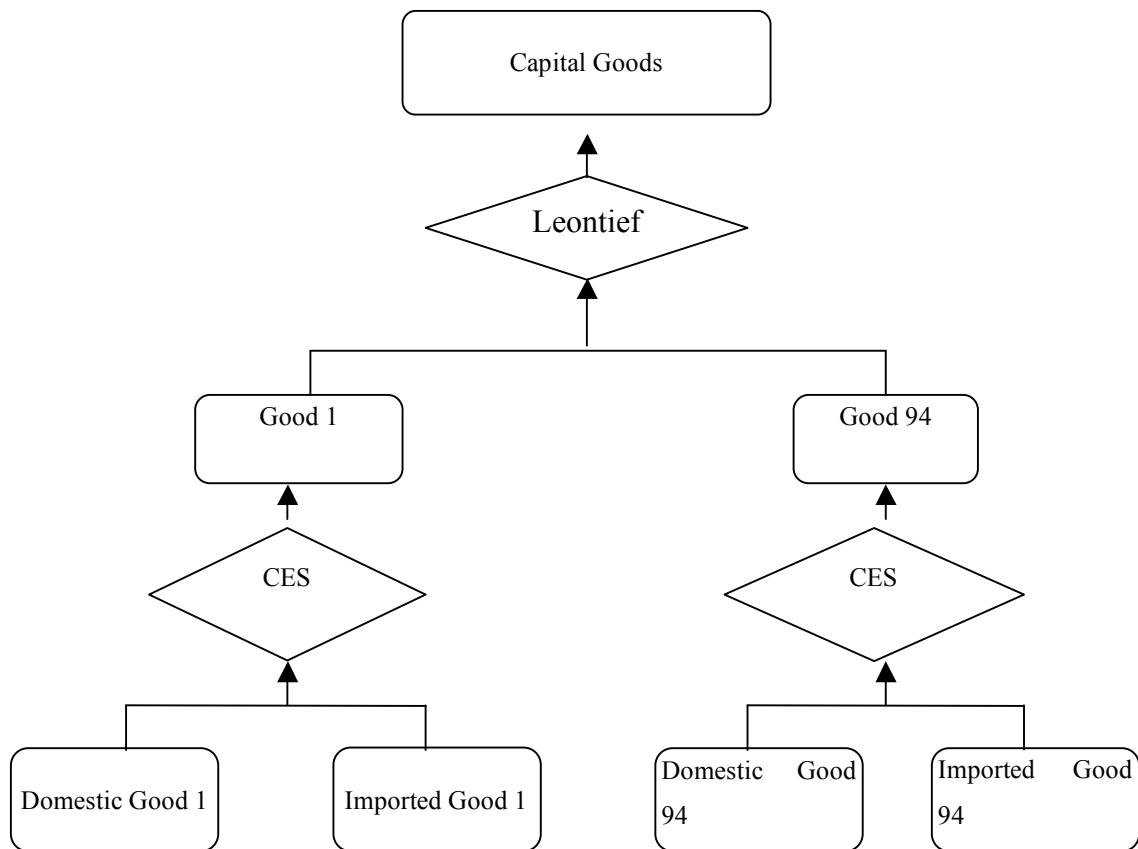 Capital Goods
Leontief
Good 1
Good 94
CES
CES
Domestic Good 1
Imported Good 1
Domestic Good
94
Imported Good
94